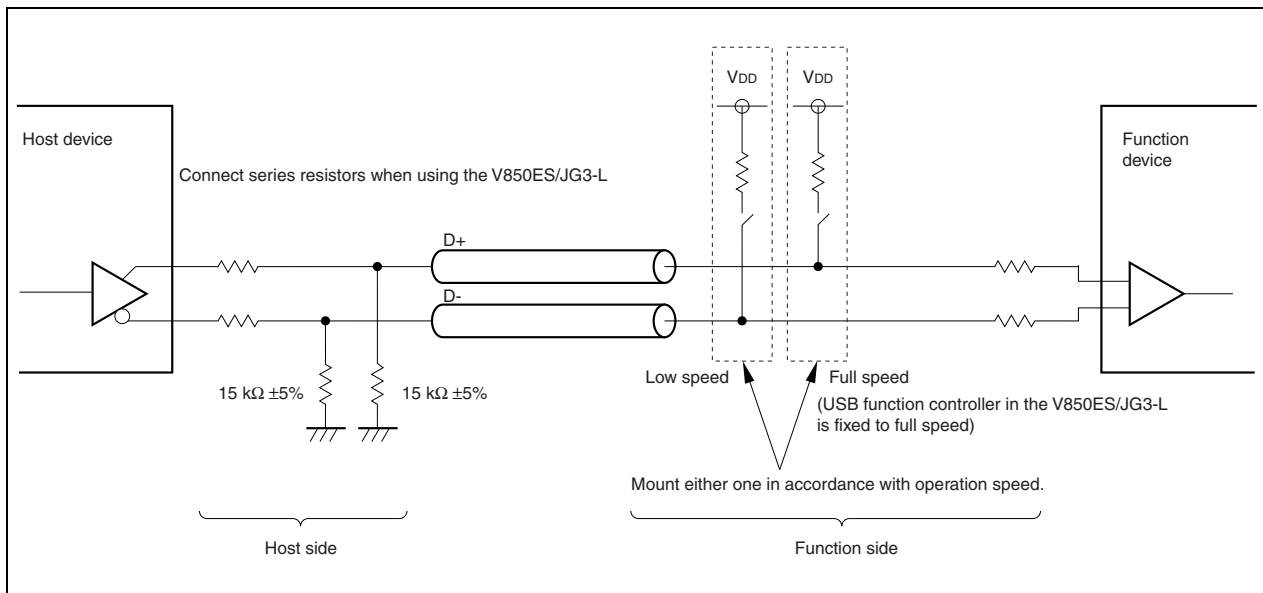 VDD
VDD
Host device
Function
device
Connect series resistors when using the V850ES/JG3-L
D+
D-
15 kΩ ±5%
15 kΩ ±5%
Low speed
Full speed
(USB function controller in the V850ES/JG3-L
is fixed to full speed)
Mount either one in accordance with operation speed.
Host side
Function side